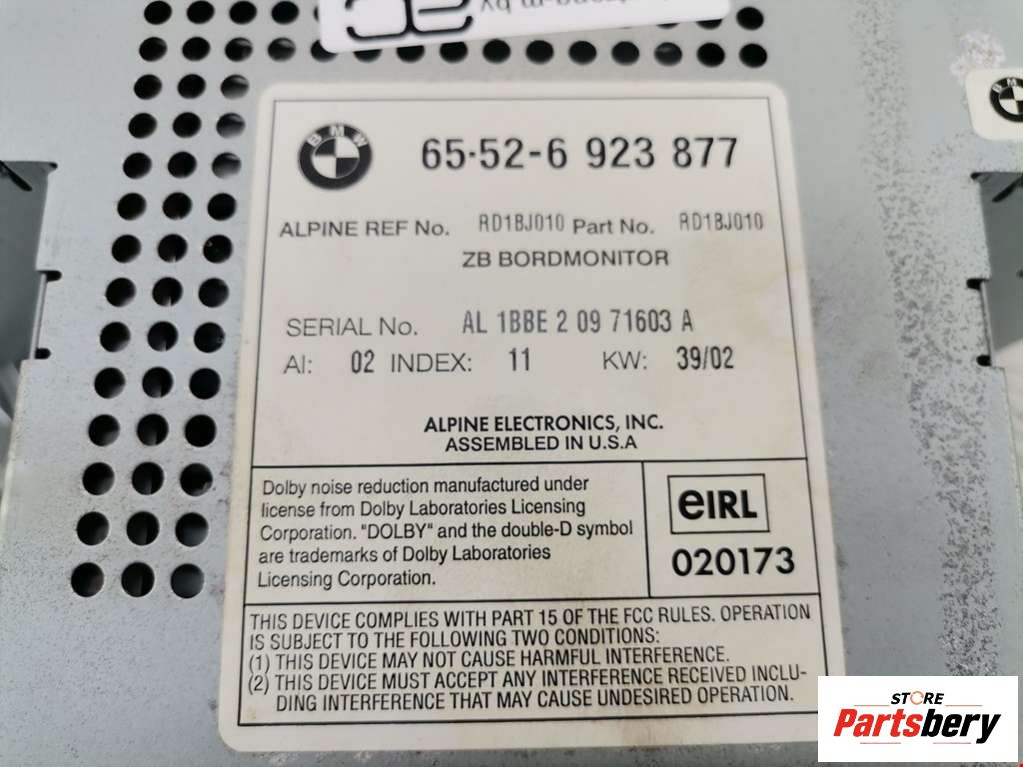 BMW
65·52-6 923 877
ALPINE REF No. RD1BJ010 Part No. RD1BJ010
ZB BORDMONITOR
SERIAL No. AL 1BBE 2 09 71603 A
AI: 02 INDEX: 11 KW: 39/02
ALPINE ELECTRONICS, INC.
ASSEMBLED IN U.S.A
Dolby noise reduction manufactured under
license from Dolby Laboratories Licensing
Corporation. "DOLBY" and the double-D symbol
are trademarks of Dolby Laboratories
Licensing Corporation.
eIRL
020173
THIS DEVICE COMPLIES WITH PART 15 OF THE FCC RULES. OPERATION
IS SUBJECT TO THE FOLLOWING TWO CONDITIONS:
(1) THIS DEVICE MAY NOT CAUSE HARMFUL INTERFERENCE.
(2) THIS DEVICE MUST ACCEPT ANY INTERFERENCE RECEIVED INCLU-
DING INTERFERENCE THAT MAY CAUSE UNDESIRED OPERATION.
STORE
Partsbery